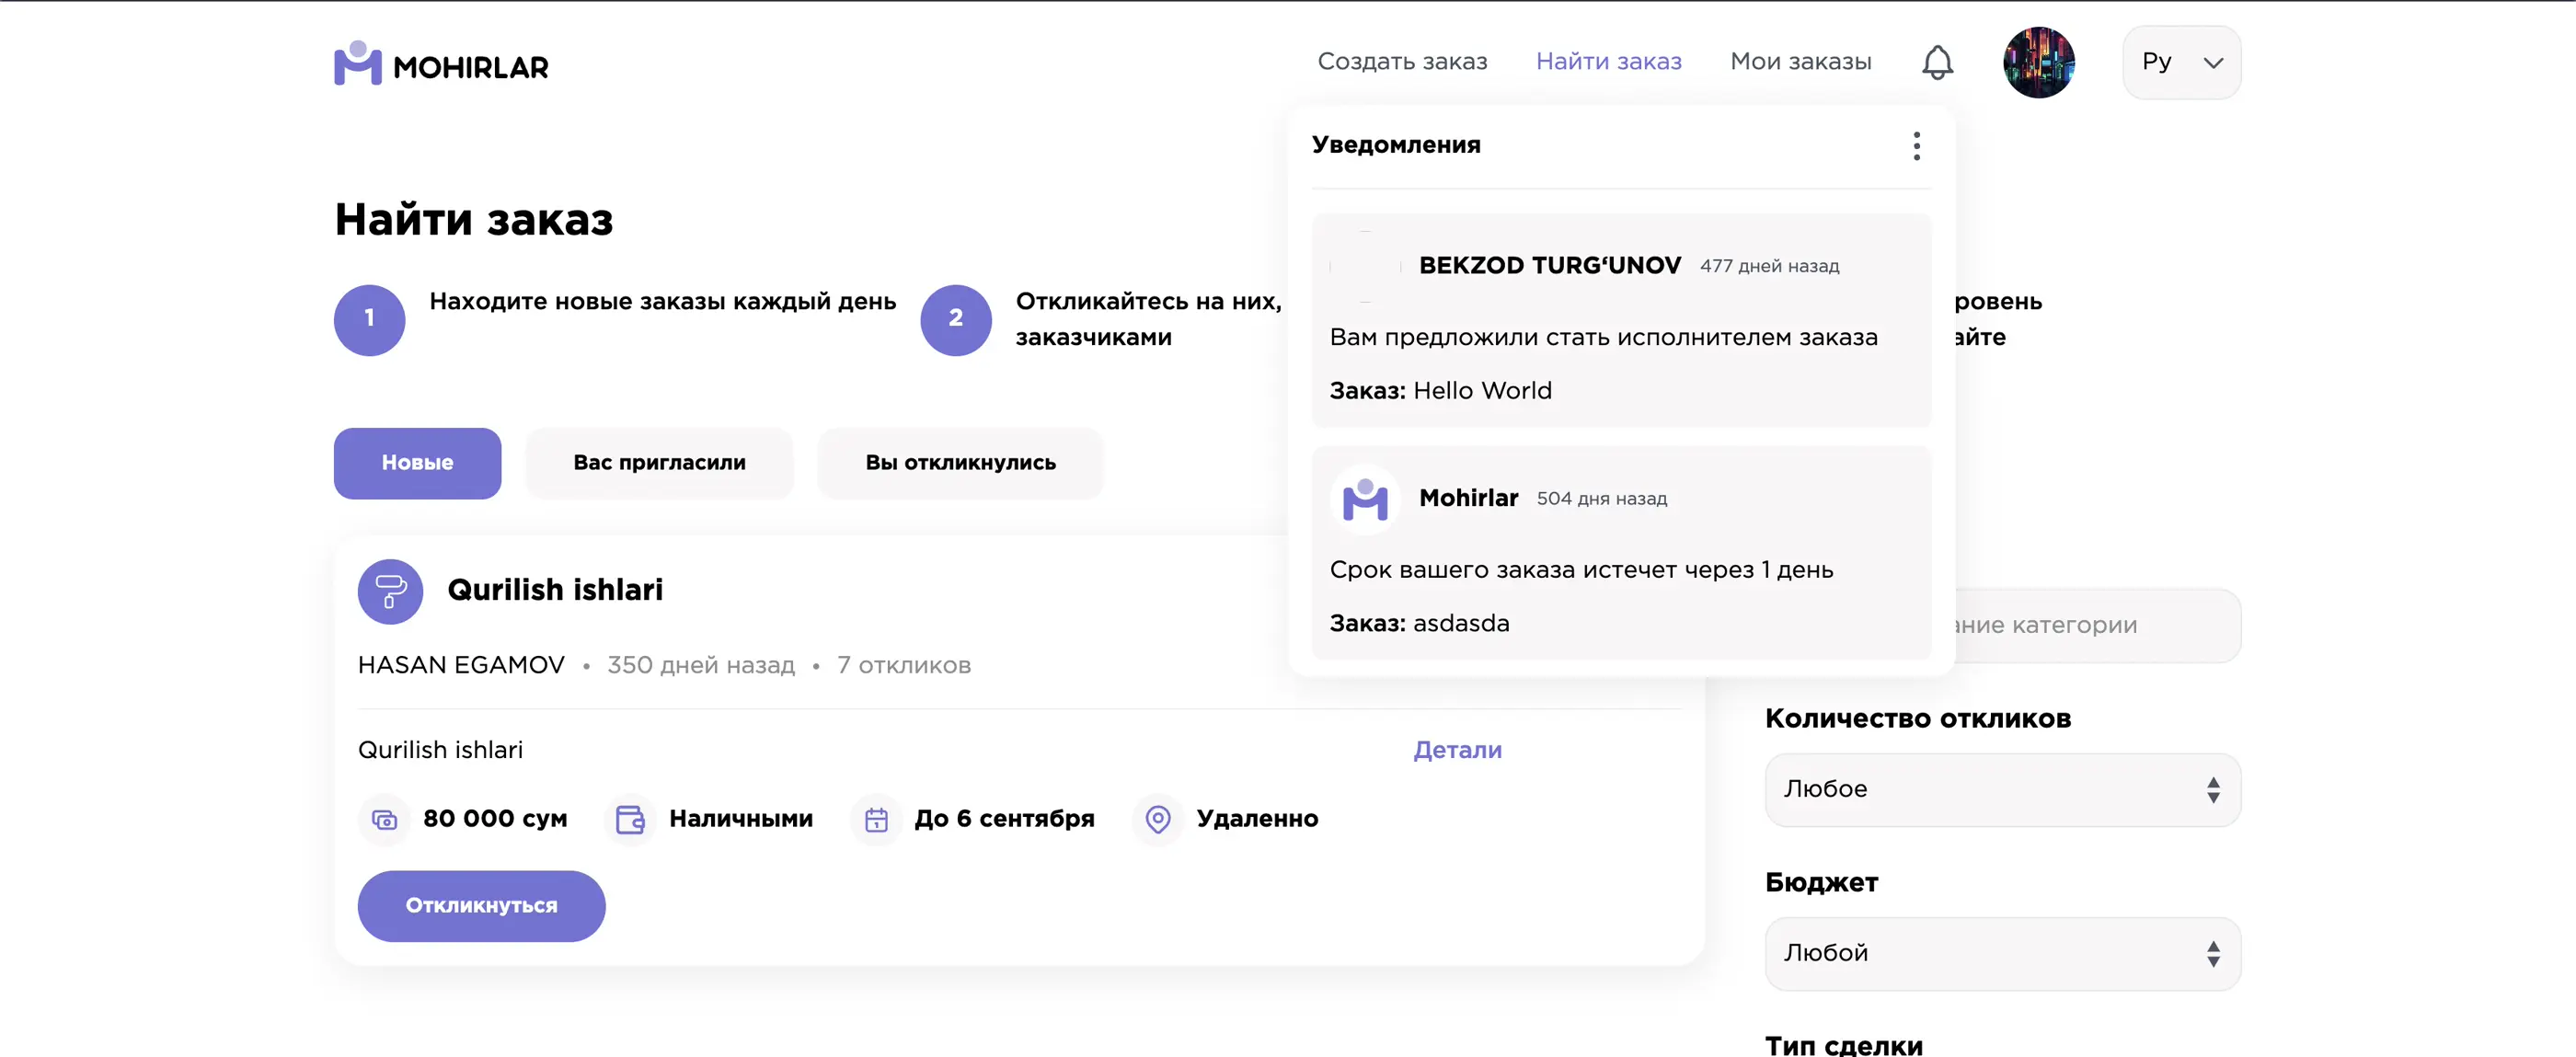 MOHIRLAR
Создать заказ
Найти заказ
Мои заказы
Ру
Уведомления
BEKZOD TURG‘UNOV 477 дней назад
Вам предложили стать исполнителем заказа
Заказ: Hello World
Mohirlar 504 дня назад
Срок вашего заказа истечет через 1 день
Заказ: asdasda
Найти заказ
1
Находите новые заказы каждый день
2
Откликайтесь на них,
заказчиками
ровень
айте
Новые
Вас пригласили
Вы откликнулись
Qurilish ishlari
HASAN EGAMOV • 350 дней назад • 7 откликов
Qurilish ishlari
Детали
80 000 сум
Наличными
До 6 сентября
Удаленно
Откликнуться
ание категории
Количество откликов
Любое
Бюджет
Любой
Тип сделки